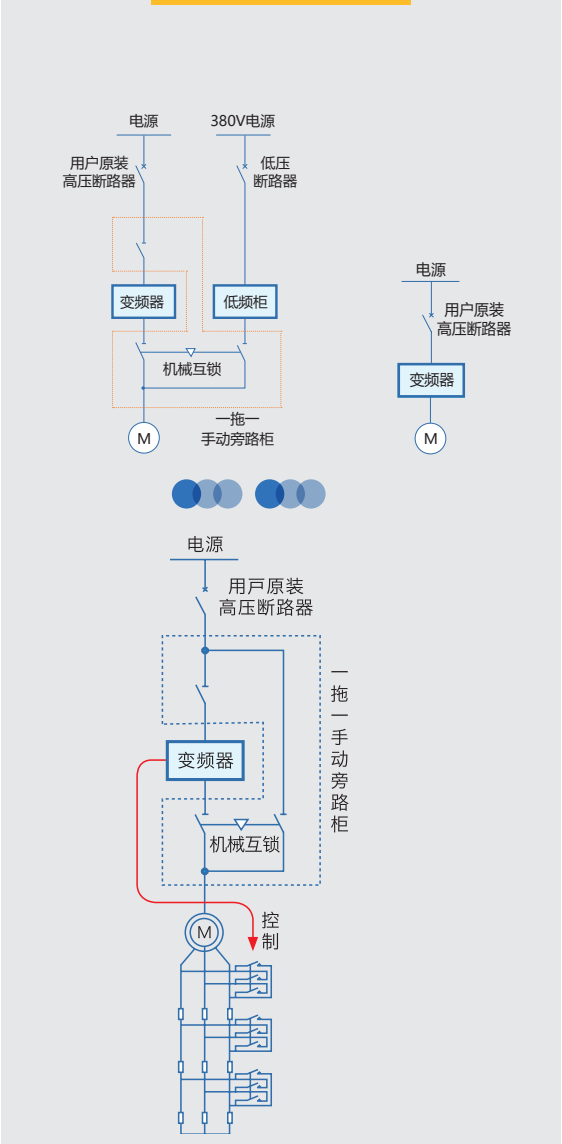 电源
380V电源
用户原装
高压断路器
低压
断路器
变频器
低频柜
机械互锁
一拖一
手动旁路柜
M
电源
用户原装
高压断路器
变频器
M
电源
用戸原装
高压断路器
变频器
机械互锁
一拖一手动旁路柜
M
控制